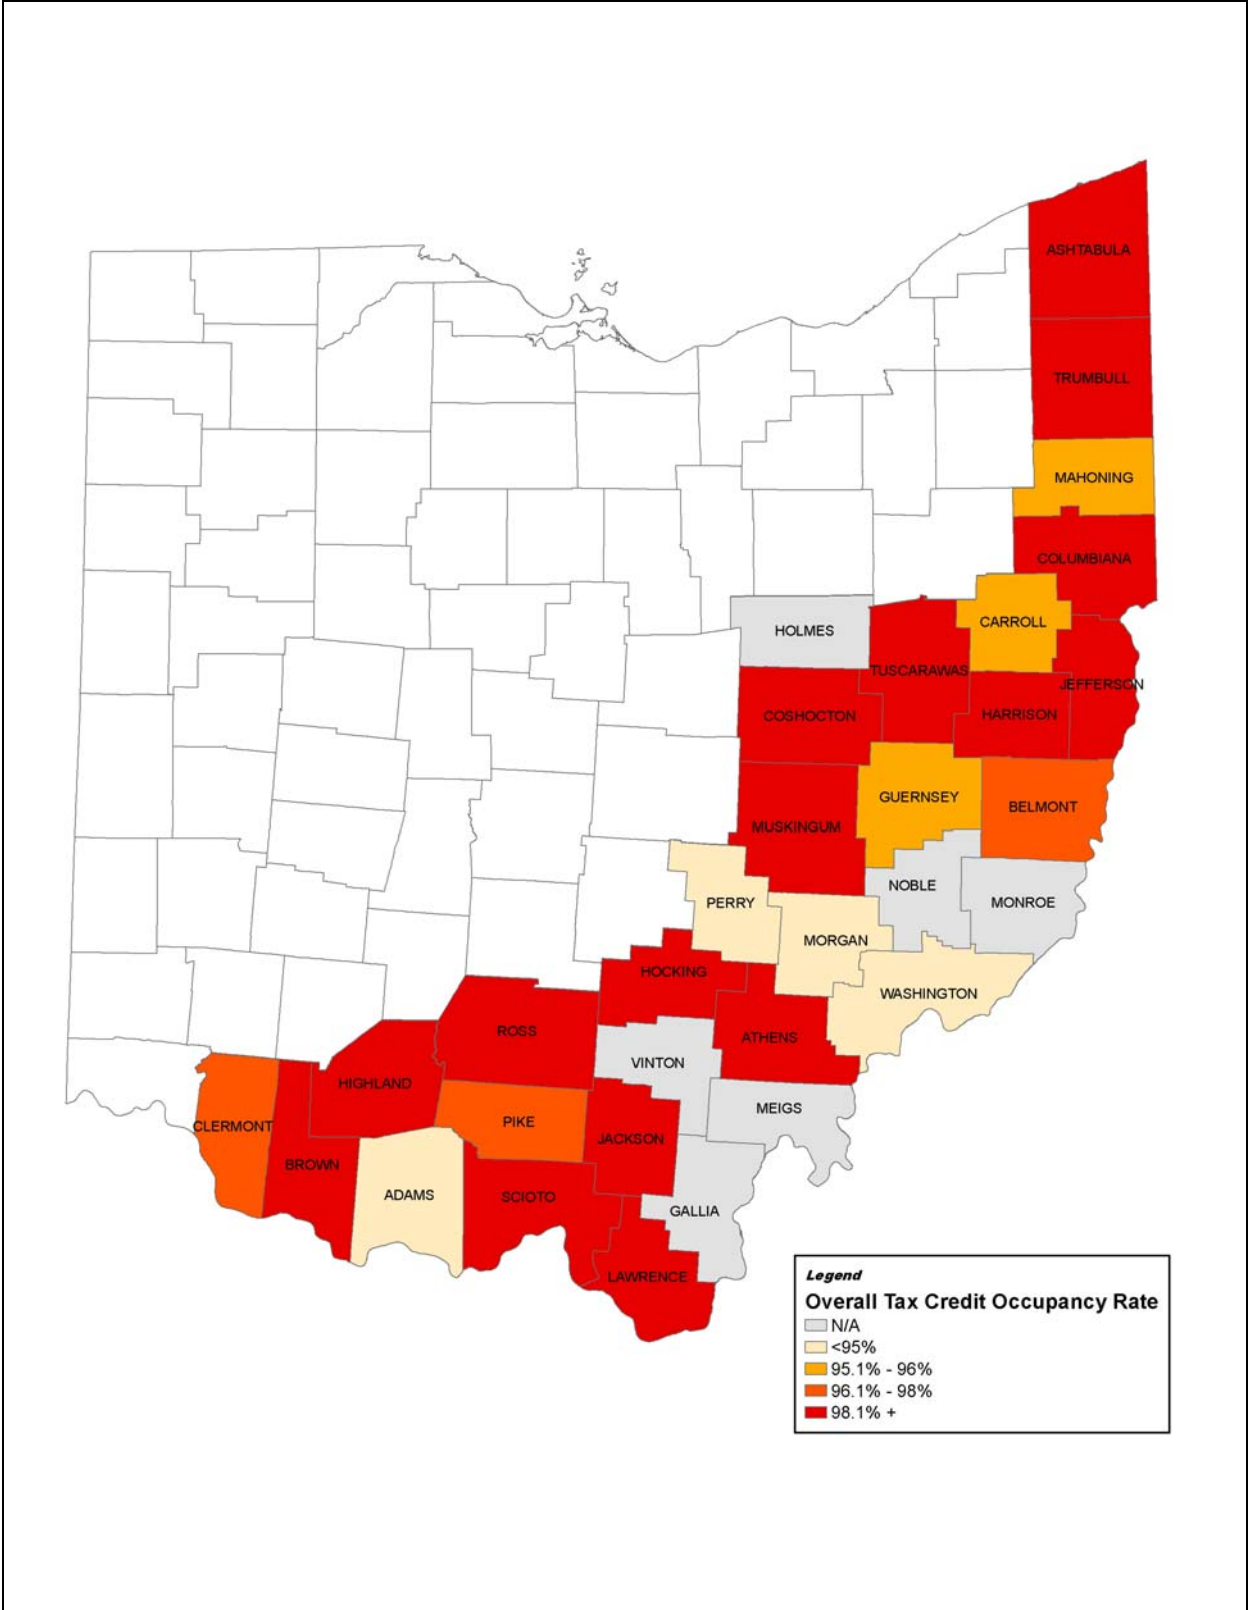 ASHTABULA
TRUMBULL
MAHONING
COLUMBIANA
CARROLL
HOLMES
TUSCARAWAS
JEFFERSON
COSHOCTON
HARRISON
GUERNSEY
BELMONT
MUSKINGUM
NOBLE
PERRY
MONROE
MORGAN
HOCKING
WASHINGTON
ROSS
ATHENS
VINTON
HIGHLAND
MEIGS
PIKE
CLERMONT
JACKSON
BROWN
ADAMS
SCIOTO
GALLIA
LAWRENCE
Legend
Overall Tax Credit Occupancy Rate
N/A
<95%
95.1% - 96%
96.1% - 98%
98.1% +